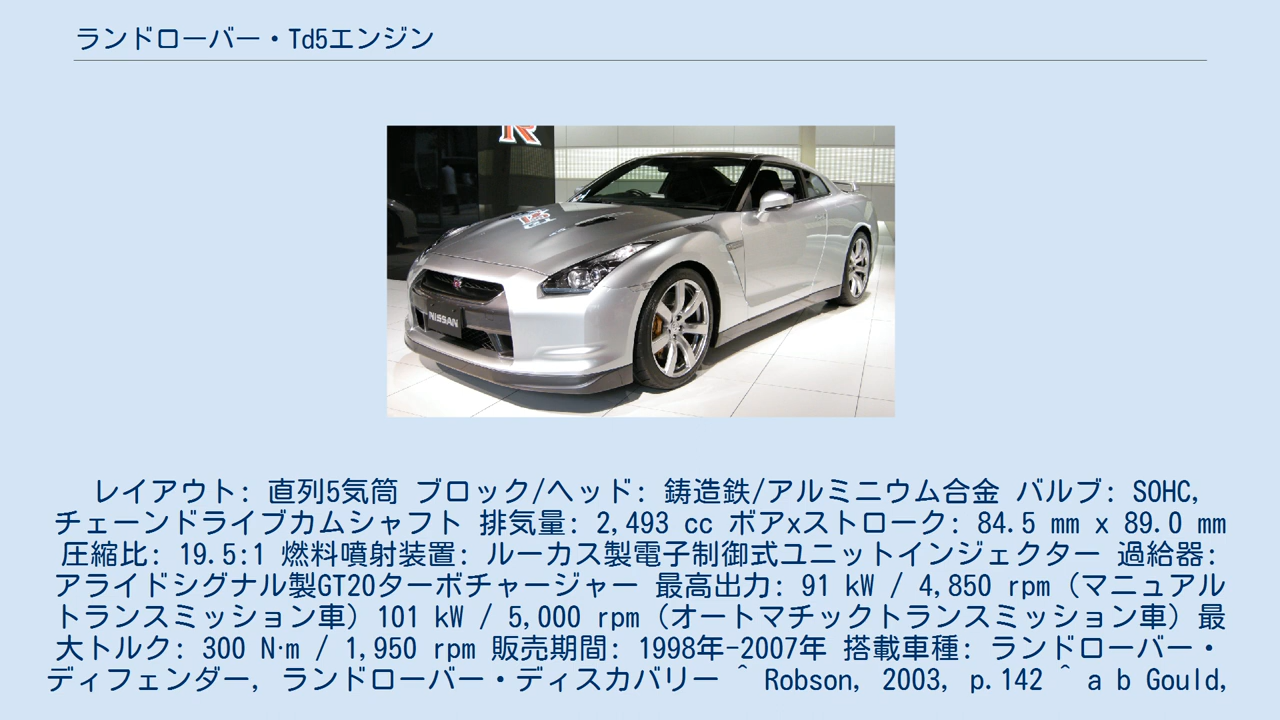 ランドローバー・Td5エンジン
R
NISSAN
レイアウト: 直列5気筒 ブロック/ヘッド: 鋳造鉄/アルミニウム合金 バルブ: SOHC,
チェーンドライブカムシャフト 排気量: 2,493 cc ボアxストローク: 84.5 mm x 89.0 mm
圧縮比: 19.5:1 燃料噴射装置: ルーカス製電子制御式ユニットインジェクター 過給器:
アライドシグナル製GT20ターボチャージャー 最高出力: 91 kW / 4,850 rpm（マニュアル
トランスミッション車）101 kW / 5,000 rpm（オートマチックトランスミッション車）最
大トルク: 300 N·m / 1,950 rpm 販売期間: 1998年-2007年 搭載車種: ランドローバー・
ディフェンダー, ランドローバー・ディスカバリー ^ Robson, 2003, p.142 ^ a b Gould,